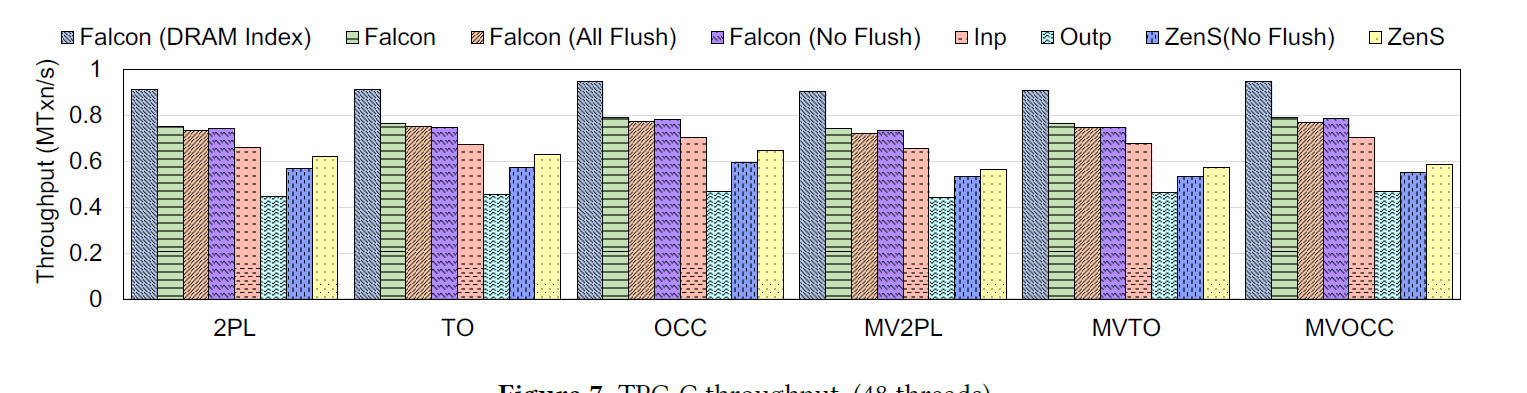 Falcon (DRAM Index) Falcon Falcon (All Flush) Falcon (No Flush) Inp Outp ZenS(No Flush) ZenS
Throughput (MTxn/s)
1
0.8
0.6
0.4
0.2
0
2PL TO OCC MV2PL MVTO MVOCC
Figure 7. TPC-C throughput. (48 threads)